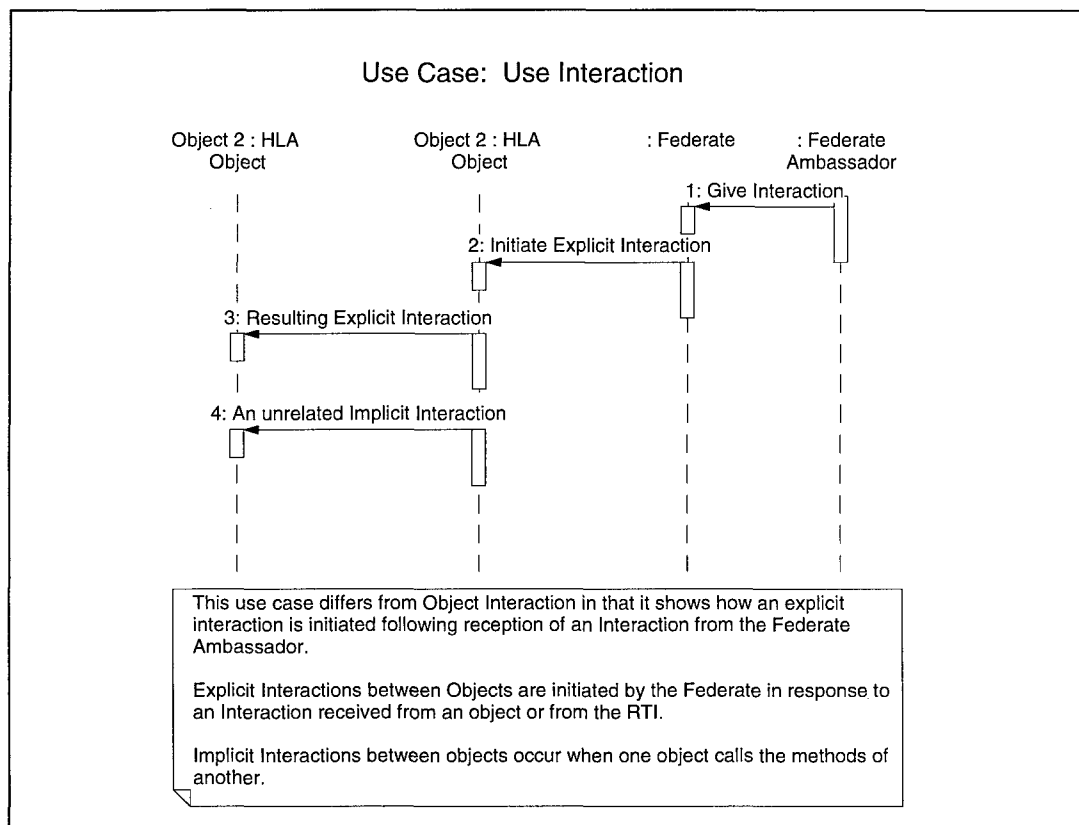 Use Case: Use Interaction
Object 2 : HLA
Object
Object 2 : HLA
Object
: Federate
: Federate
Ambassador
1: Give Interaction
2: Initiate Explicit Interaction
3: Resulting Explicit Interaction
4: An unrelated Implicit Interaction
This use case differs from Object Interaction in that it shows how an explicit
interaction is initiated following reception of an Interaction from the Federate
Ambassador.
Explicit Interactions between Objects are initiated by the Federate in response to
an Interaction received from an object or from the RTI.
Implicit Interactions between objects occur when one object calls the methods of
another.